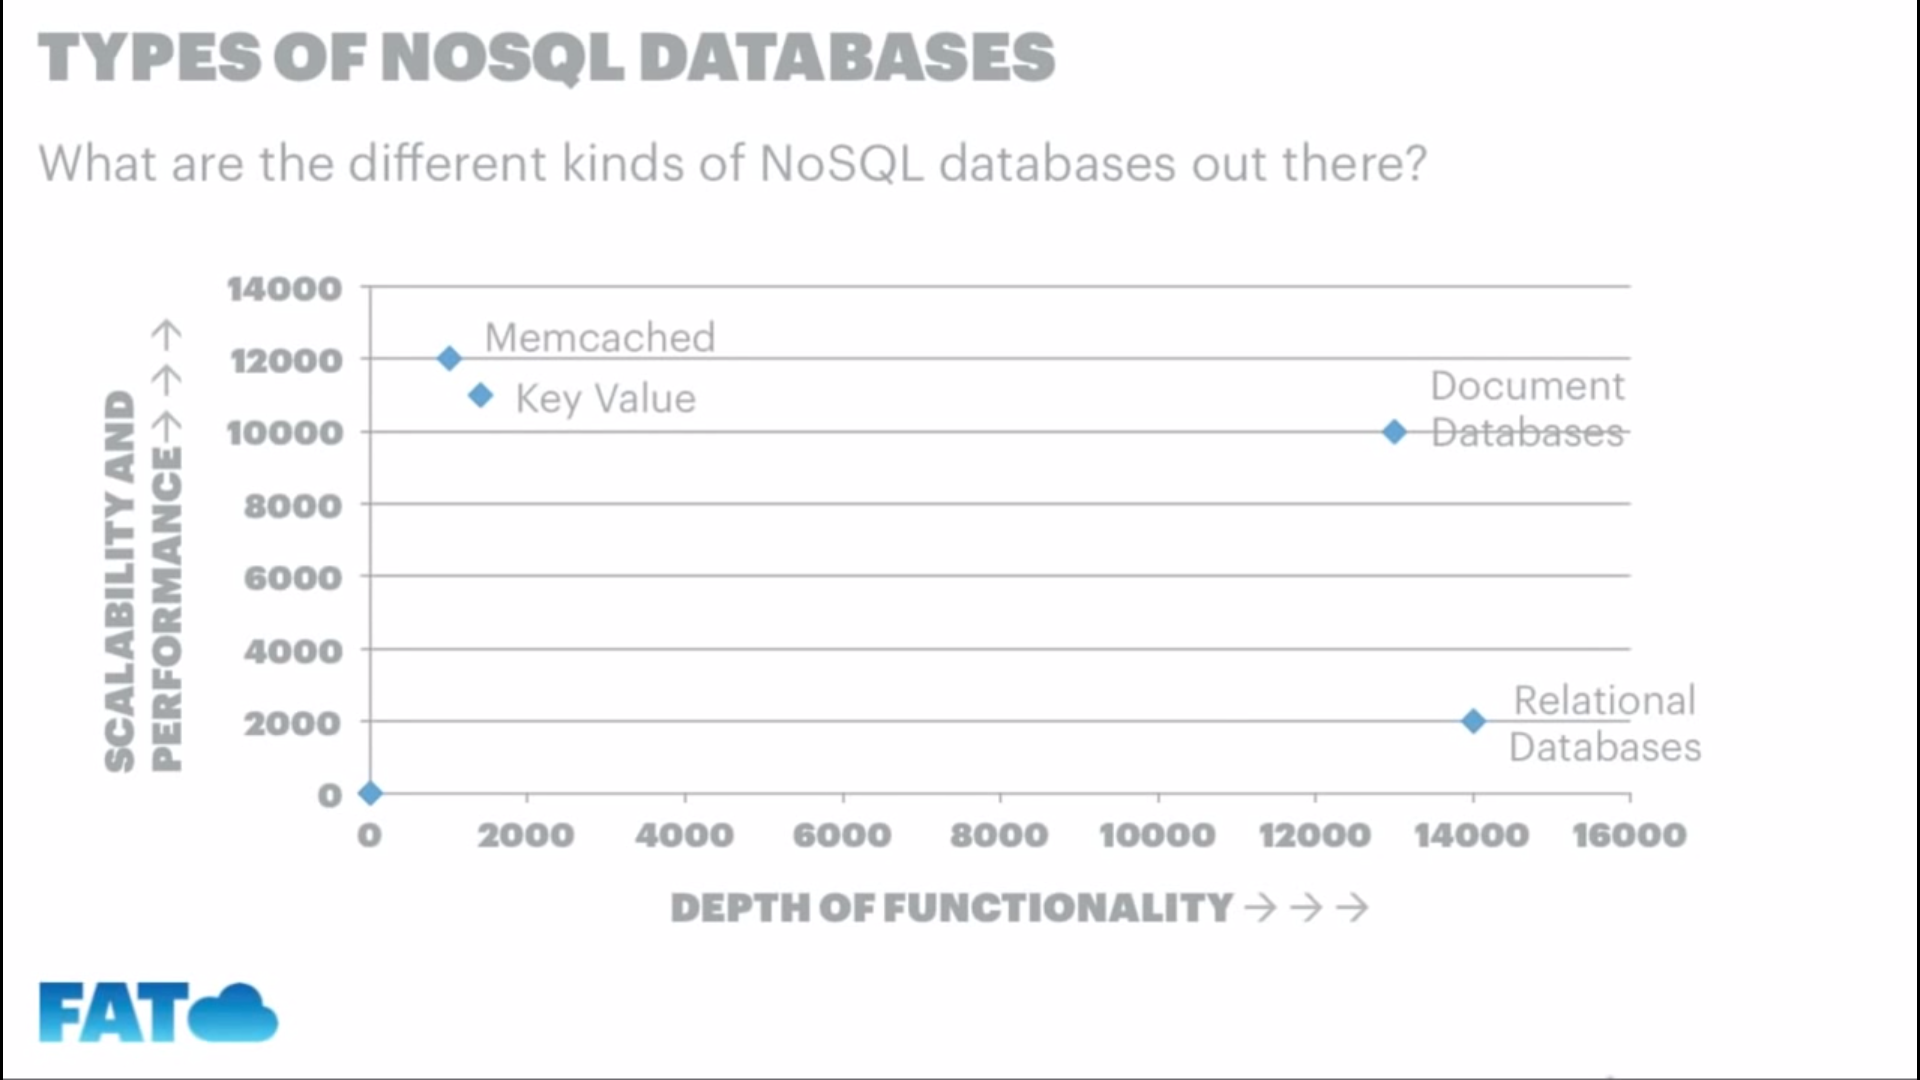 TYPES OF NOSQL DATABASES
What are the different kinds of NoSQL databases out there?
SCALABILITY AND
PERFORMANCE→→→
14000
12000
10000
8000
6000
4000
2000
0
Memcached
Key Value
Document
Databases
Relational
Databases
0 2000 4000 6000 8000 10000 12000 14000 16000
DEPTH OF FUNCTIONALITY→→→
FAT